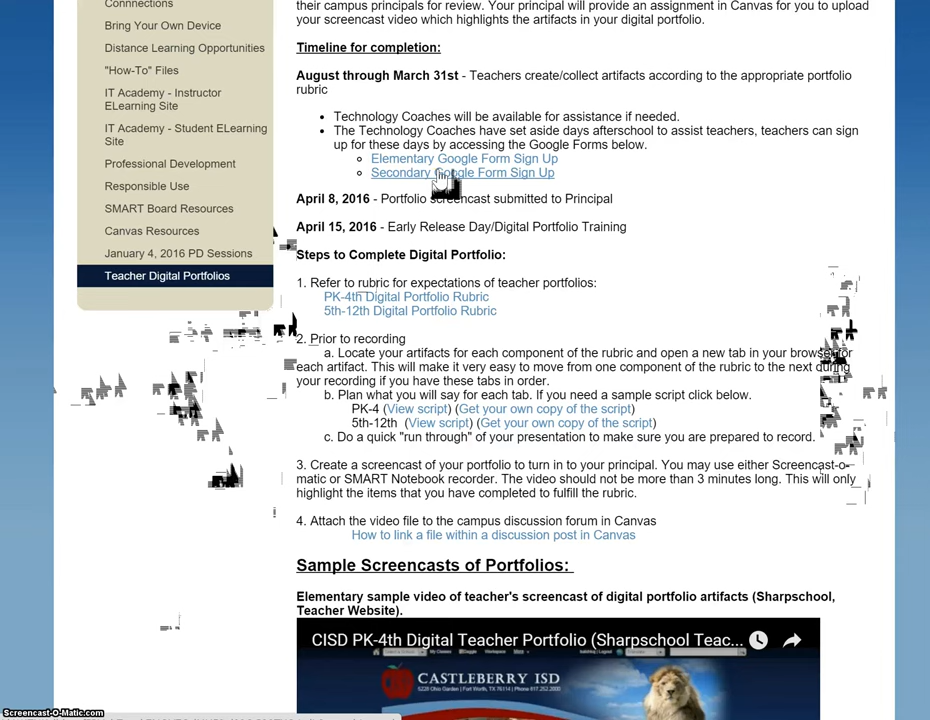 Connnections
Bring Your Own Device
Distance Learning Opportunities
"How-To" Files
IT Academy - Instructor
ELearning Site
IT Academy - Student ELearning
Site
Professional Development
Responsible Use
SMART Board Resources
Canvas Resources
January 4, 2016 PD Sessions
Teacher Digital Portfolios
their campus principals for review. Your principal will provide an assignment in Canvas for you to upload
your screencast video which highlights the artifacts in your digital portfolio.
Timeline for completion:
August through March 31st - Teachers create/collect artifacts according to the appropriate portfolio
rubric
Technology Coaches will be available for assistance if needed.
The Technology Coaches have set aside days afterschool to assist teachers, teachers can sign
up for these days by accessing the Google Forms below.
Elementary Google Form Sign Up
Secondary Google Form Sign Up
April 8, 2016 - Portfolio screencast submitted to Principal
April 15, 2016 - Early Release Day/Digital Portfolio Training
Steps to Complete Digital Portfolio:
1. Refer to rubric for expectations of teacher portfolios:
PK-4th Digital Portfolio Rubric
5th-12th Digital Portfolio Rubric
2. Prior to recording
a. Locate your artifacts for each component of the rubric and open a new tab in your browser for
each artifact. This will make it very easy to move from one component of the rubric to the next during
your recording if you have these tabs in order.
b. Plan what you will say for each tab. If you need a sample script click below.
PK-4 (View script) (Get your own copy of the script)
5th-12th (View script) (Get your own copy of the script)
c. Do a quick "run through" of your presentation to make sure you are prepared to record.
3. Create a screencast of your portfolio to turn in to your principal. You may use either Screencast-o-
matic or SMART Notebook recorder. The video should not be more than 3 minutes long. This will only
highlight the items that you have completed to fulfill the rubric.
4. Attach the video file to the campus discussion forum in Canvas
How to link a file within a discussion post in Canvas
Sample Screencasts of Portfolios:
Elementary sample video of teacher's screencast of digital portfolio artifacts (Sharpschool,
Teacher Website).
CISD PK-4th Digital Teacher Portfolio (Sharpschool Teac...
CASTLEBERRY ISD
Screencast-O-Matic.com